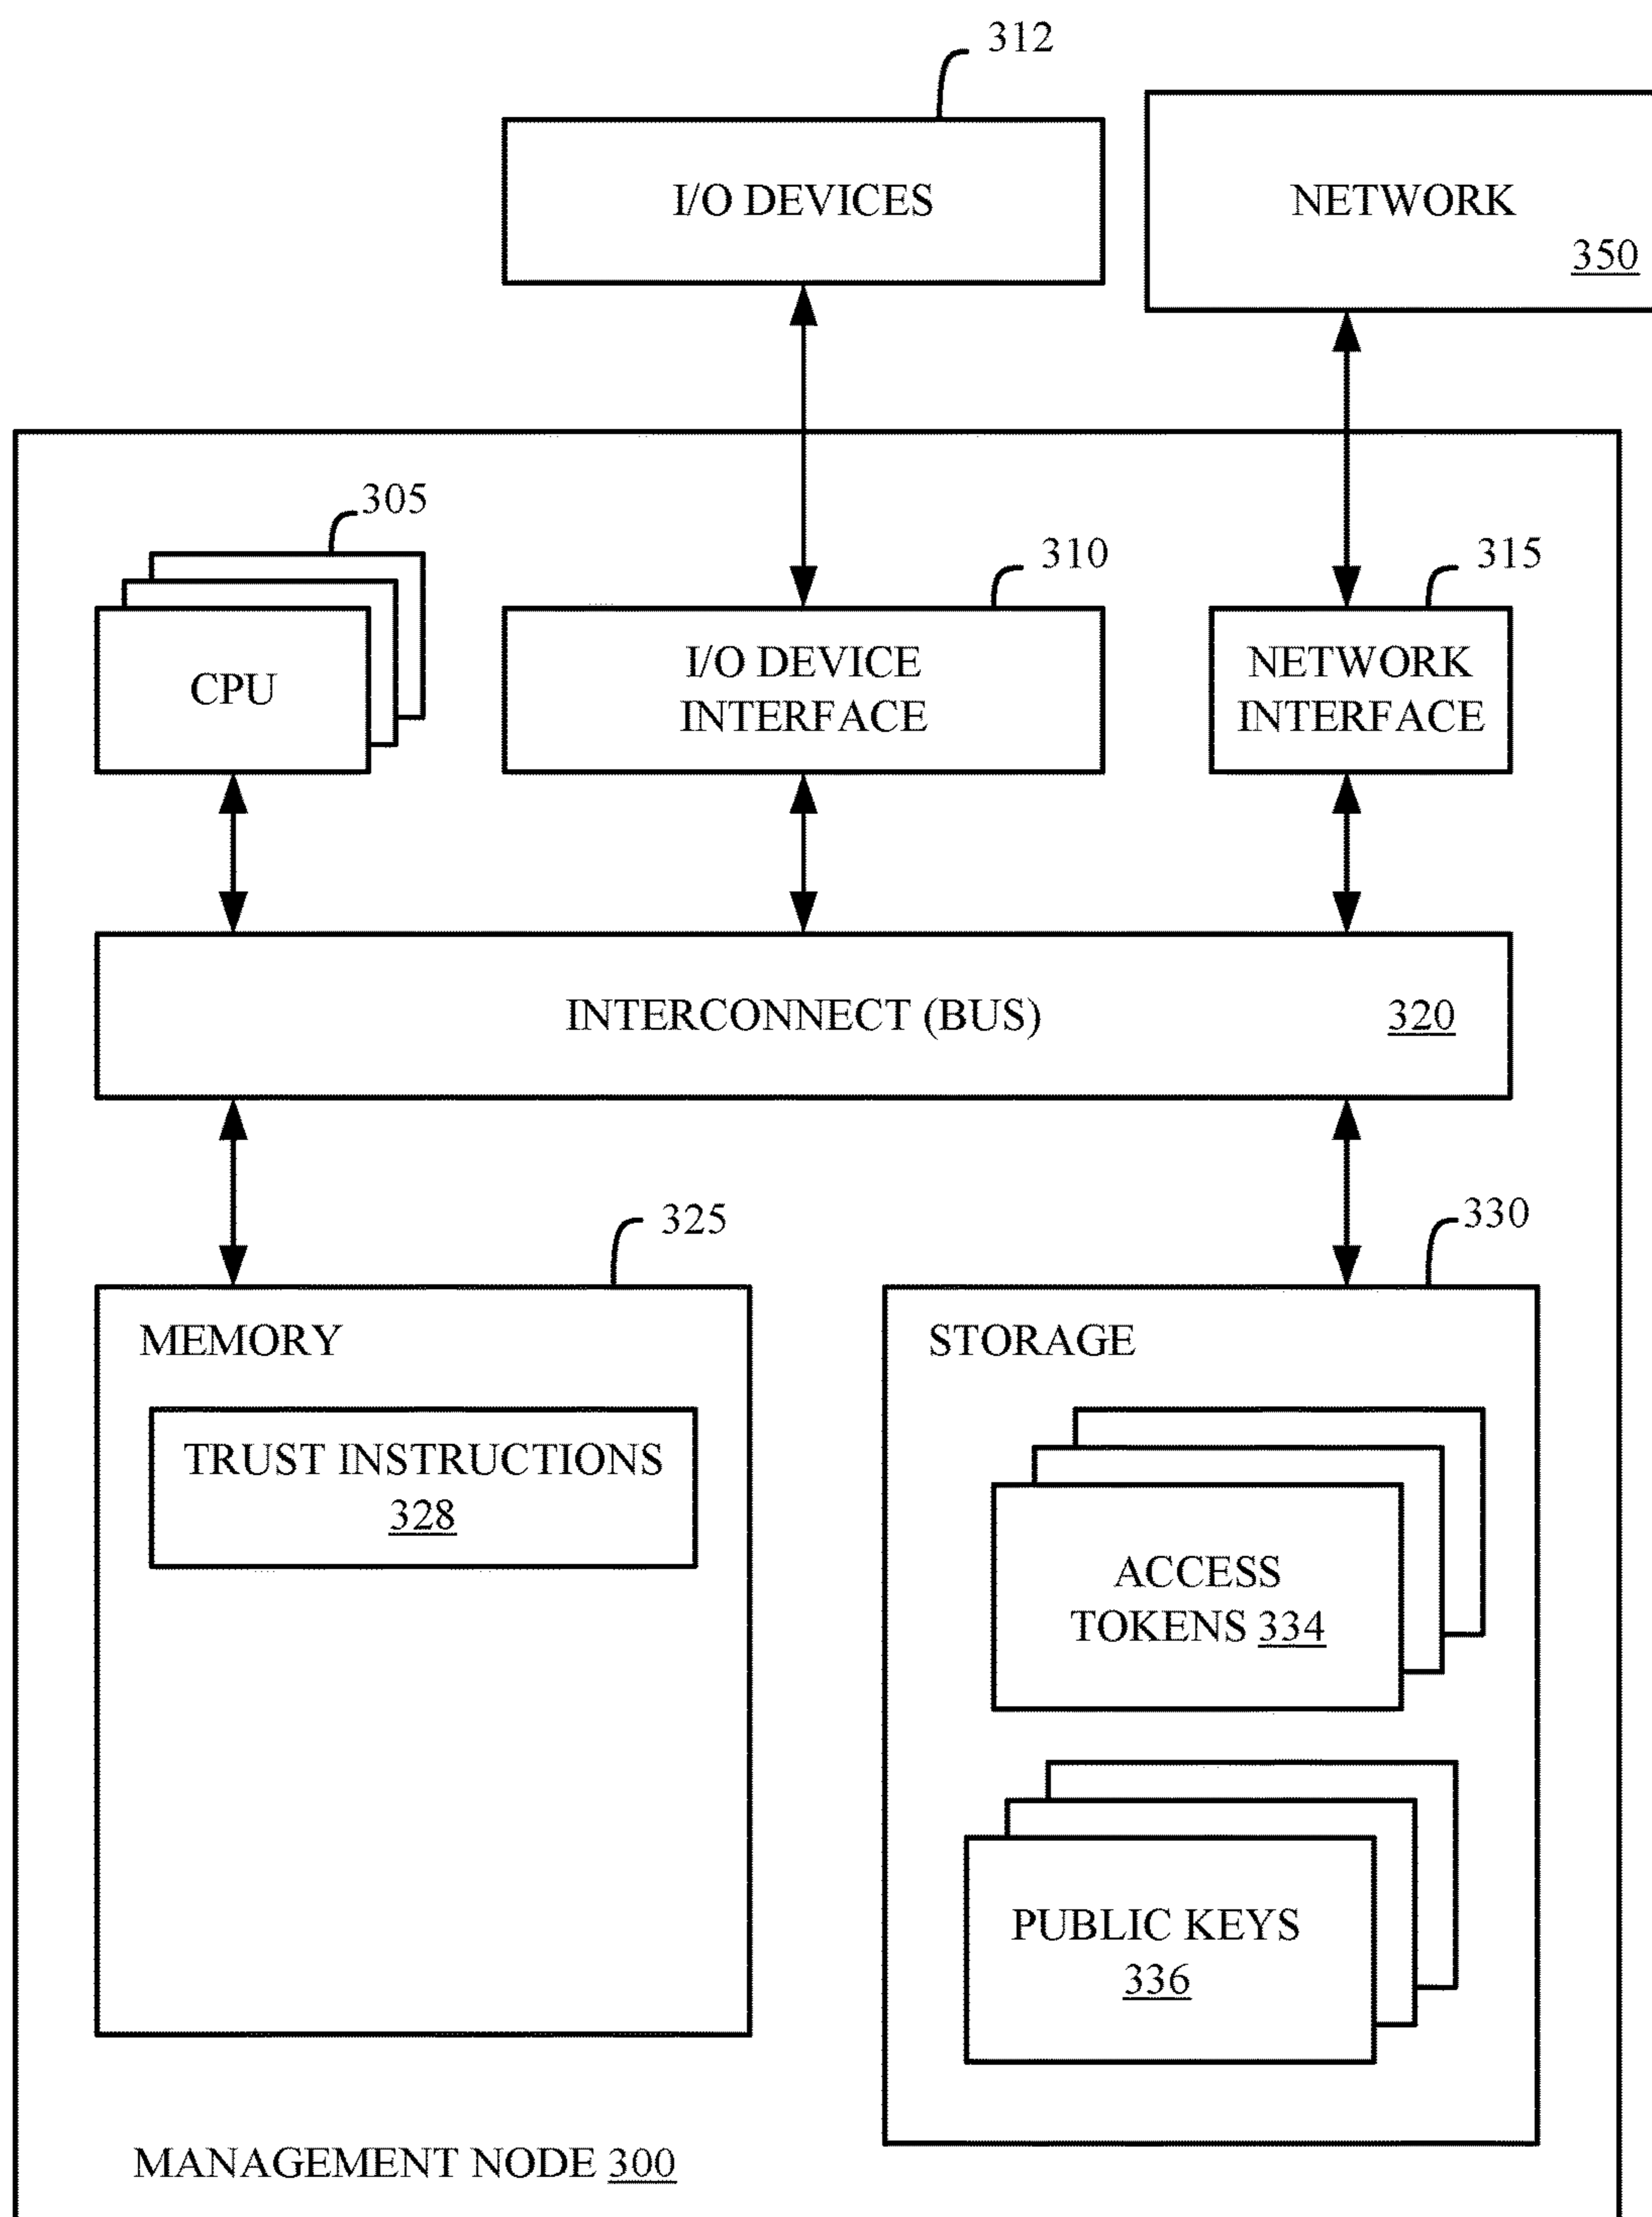 312
I/O DEVICES
NETWORK
350
305
310
315
CPU
I/O DEVICE
INTERFACE
NETWORK
INTERFACE
INTERCONNECT (BUS)
320
325
330
MEMORY
TRUST INSTRUCTIONS
328
STORAGE
ACCESS
TOKENS 334
PUBLIC KEYS
336
MANAGEMENT NODE 300